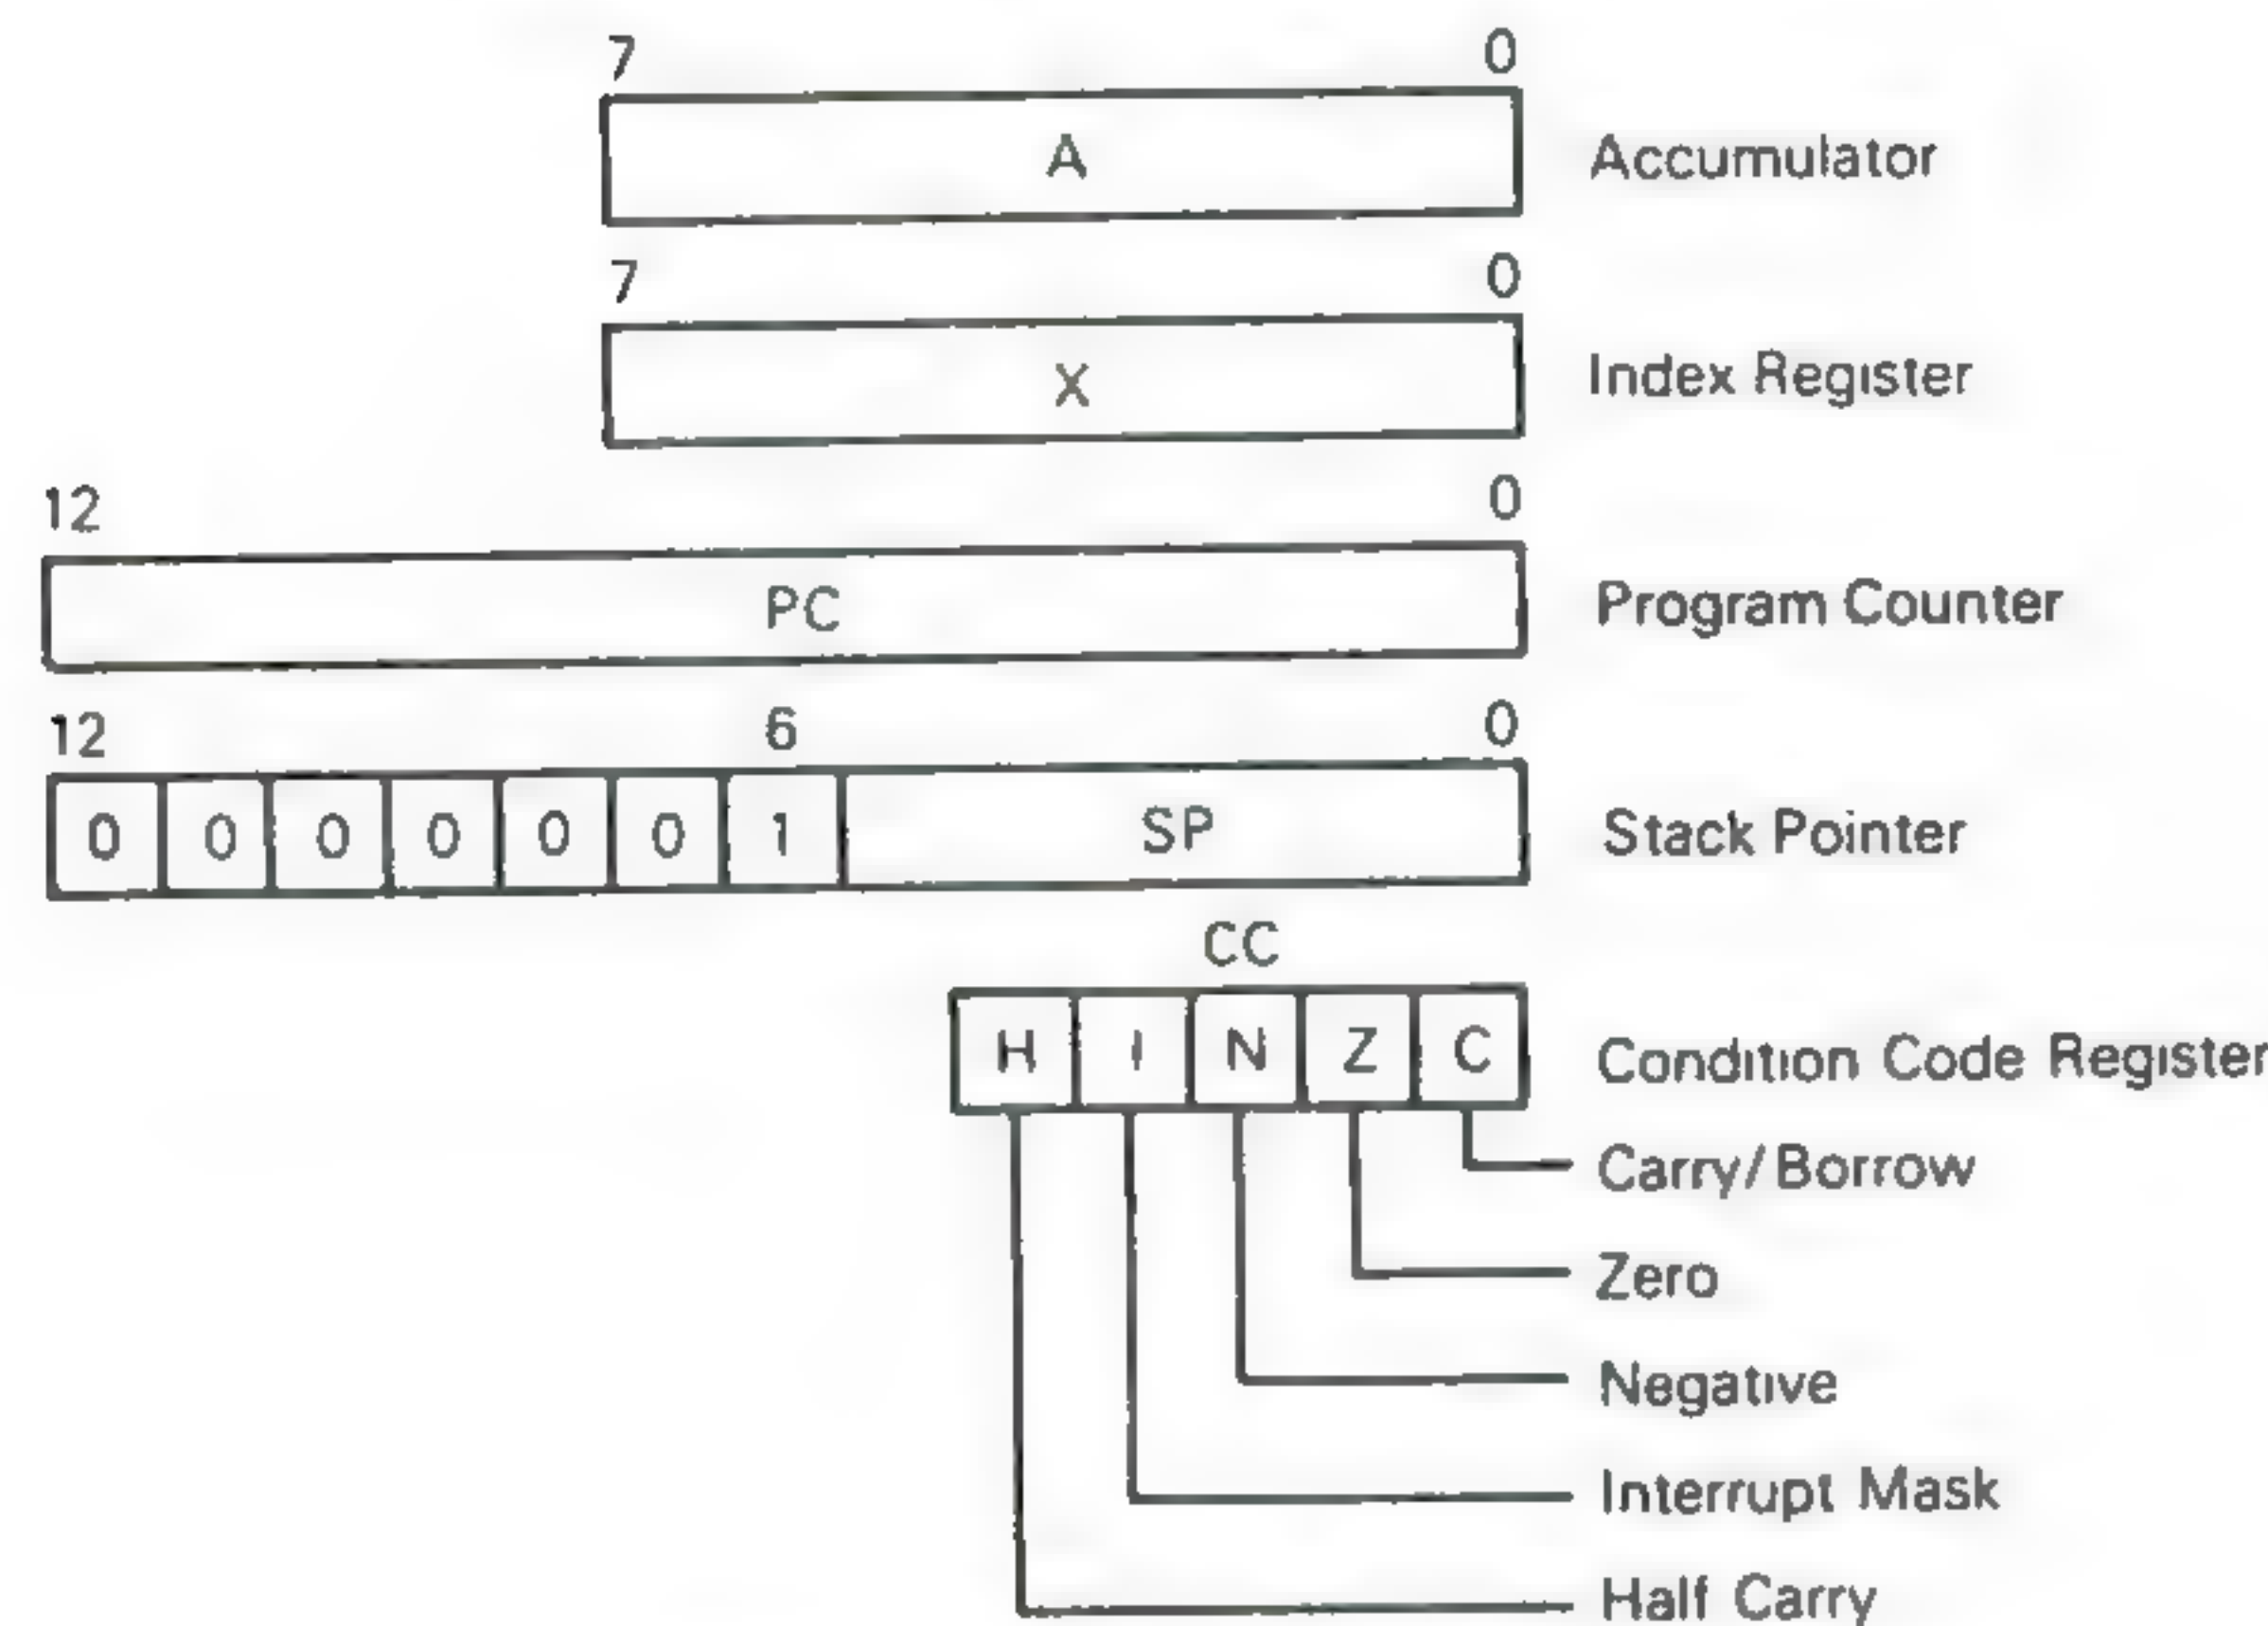 7 0
A Accumulator
7 0
X Index Register
12 0
PC Program Counter
12 6 0
0 0 0 0 0 0 1 SP Stack Pointer
CC
H I N Z C Condition Code Register
Carry/Borrow
Zero
Negative
Interrupt Mask
Half Carry